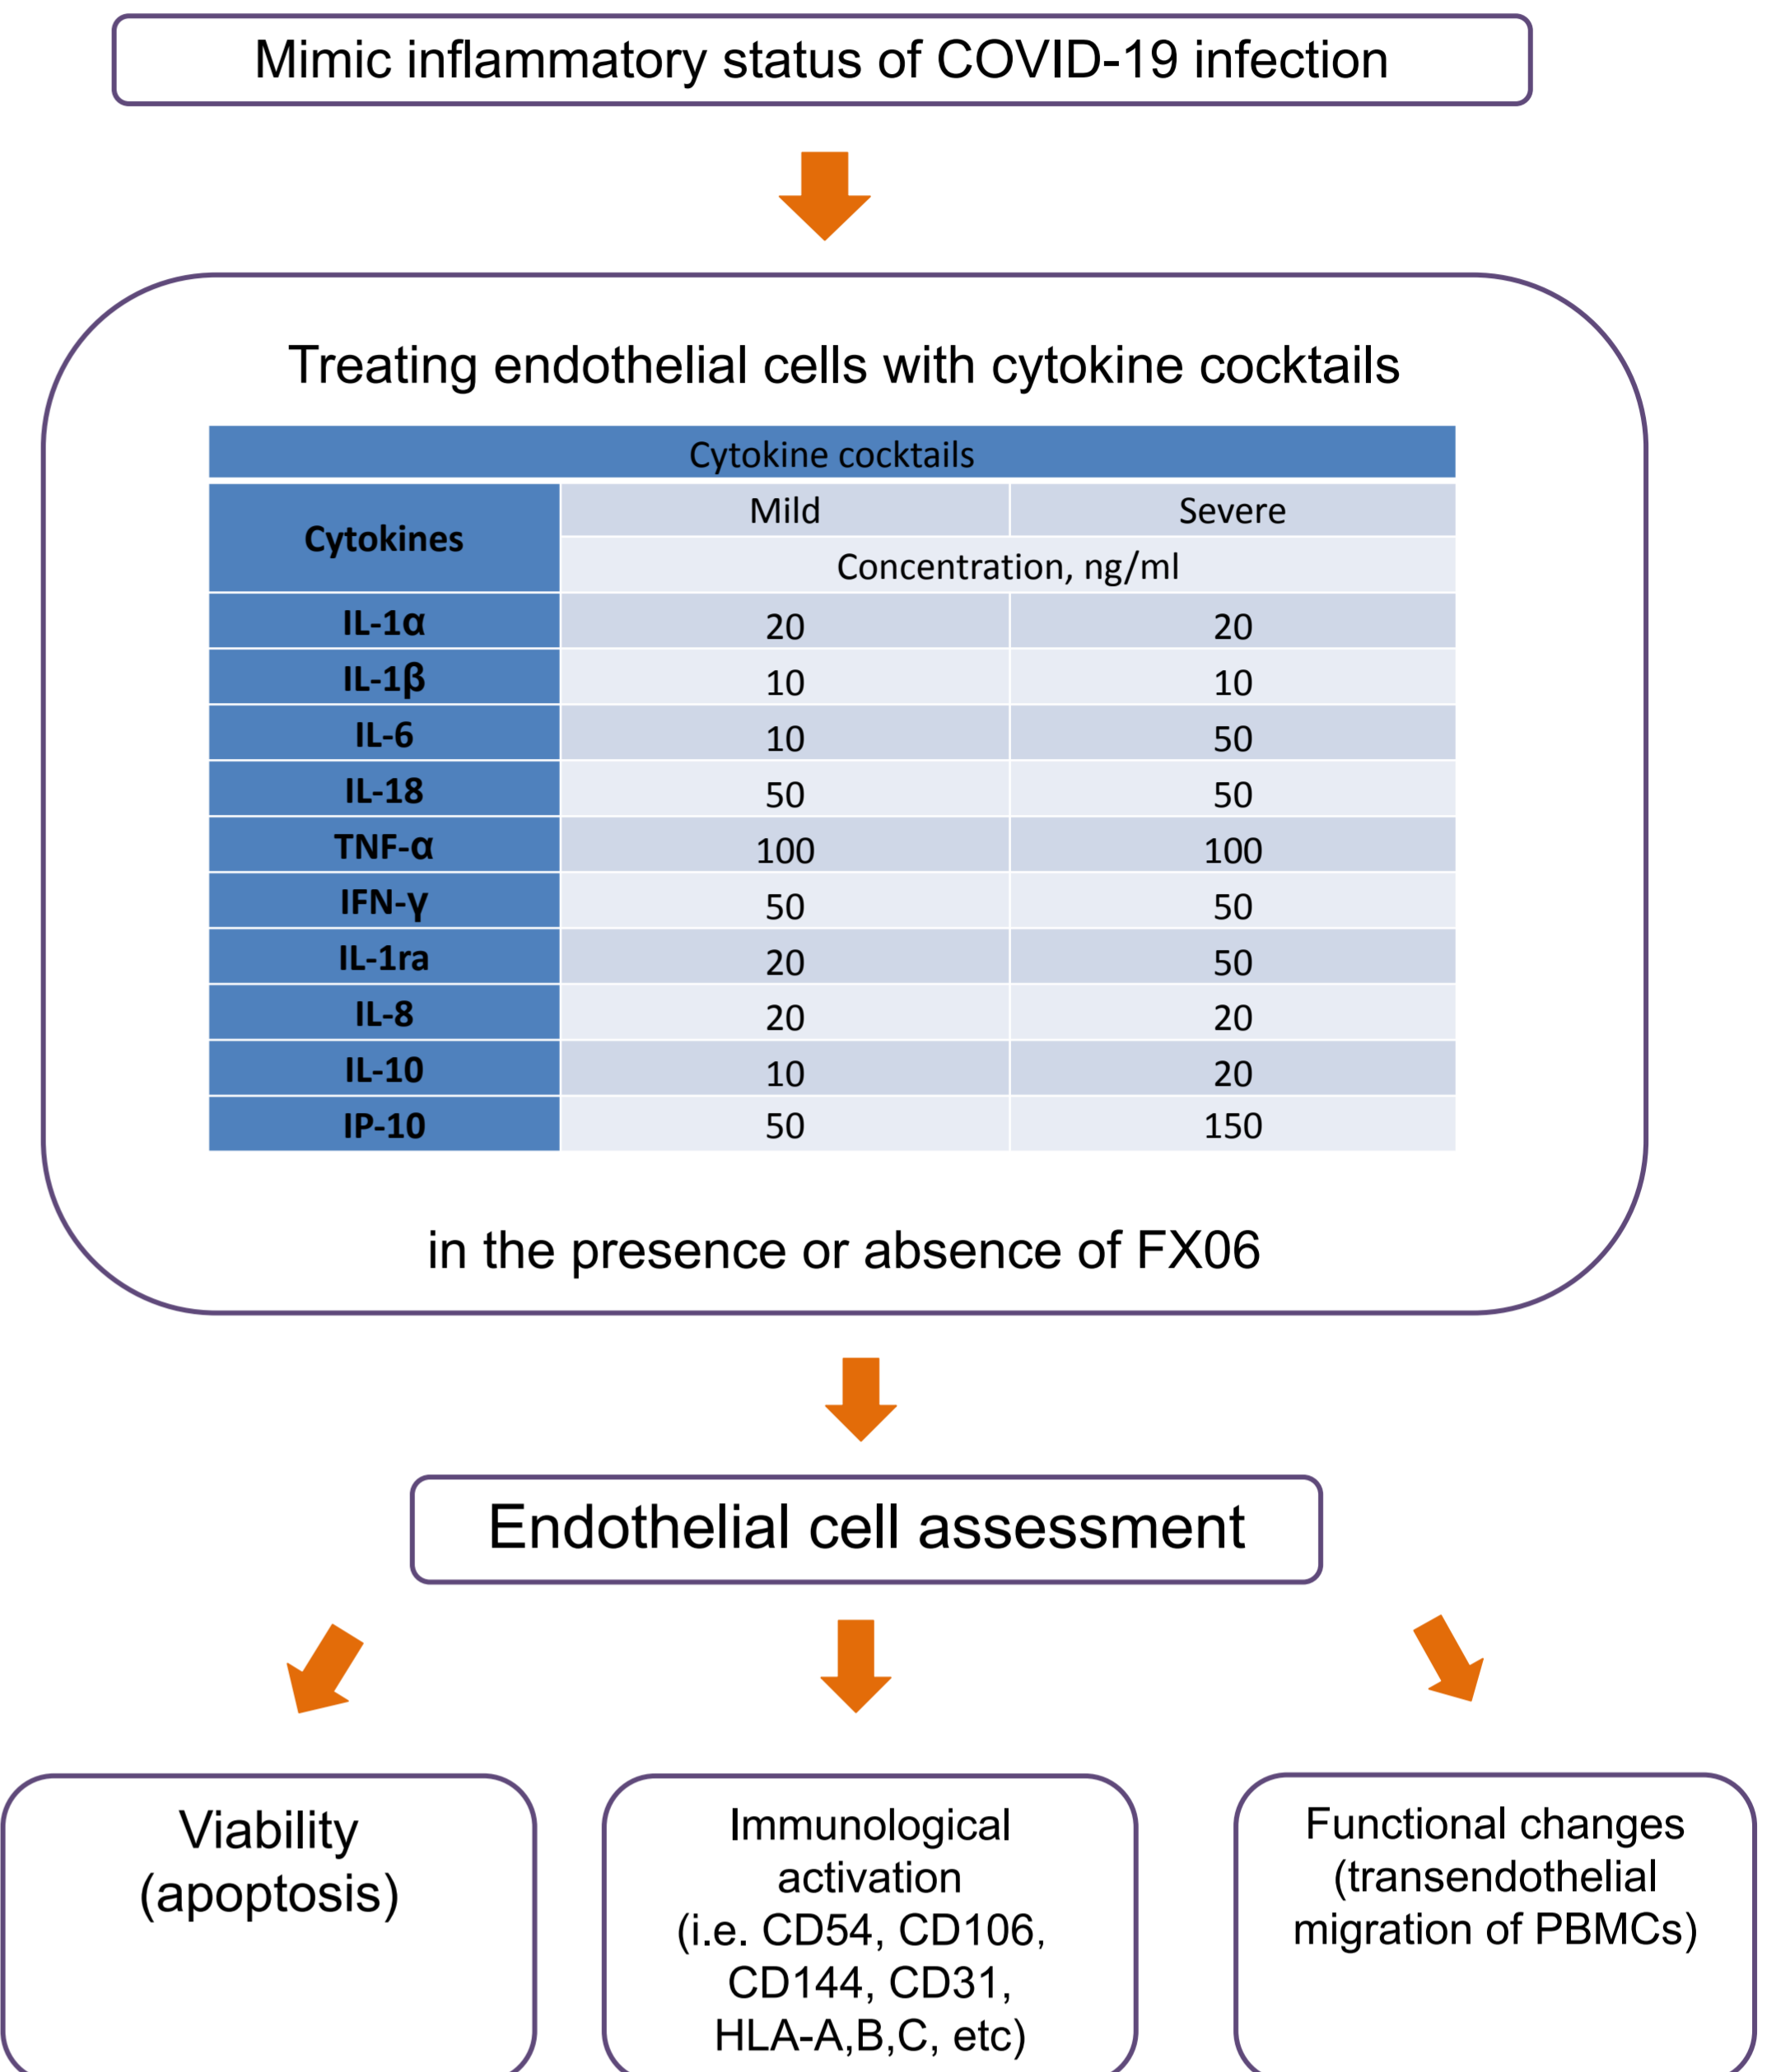 Mimic inflammatory status of COVID-19 infection
Treating endothelial cells with cytokine cocktails
Cytokine cocktails
Cytokines Mild Severe
Concentration, ng/ml
IL-1α 20 20
IL-1β 10 10
IL-6 10 50
IL-18 50 50
TNF-α 100 100
IFN-γ 50 50
IL-1ra 20 50
IL-8 20 20
IL-10 10 20
IP-10 50 150
in the presence or absence of FX06
Endothelial cell assessment
Viability
(apoptosis)
Immunological
activation
(i.e. CD54, CD106,
CD144, CD31,
HLA-A,B,C, etc)
Functional changes
(transendothelial
migration of PBMCs)